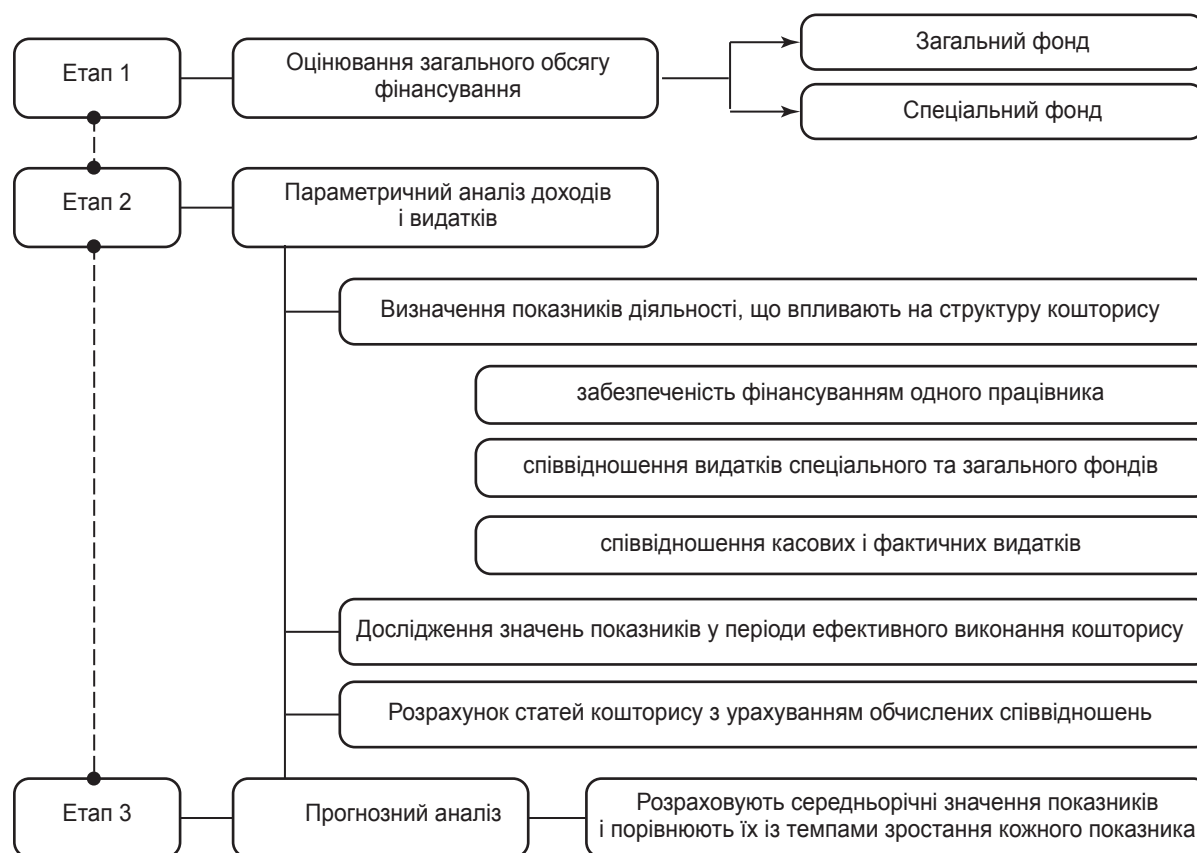 Етап 1
Оцінювання загального обсягу
фінансування
Загальний фонд
Спеціальний фонд
Етап 2
Параметричний аналіз доходів
і видатків
Визначення показників діяльності, що впливають на структуру кошторису
забезпеченість фінансуванням одного працівника
співвідношення видатків спеціального та загального фондів
співвідношення касових і фактичних видатків
Дослідження значень показників у періоди ефективного виконання кошторису
Розрахунок статей кошторису з урахуванням обчислених співвідношень
Етап 3
Прогнозний аналіз
Розраховують середньорічні значення показників
і порівнюють їх із темпами зростання кожного показника